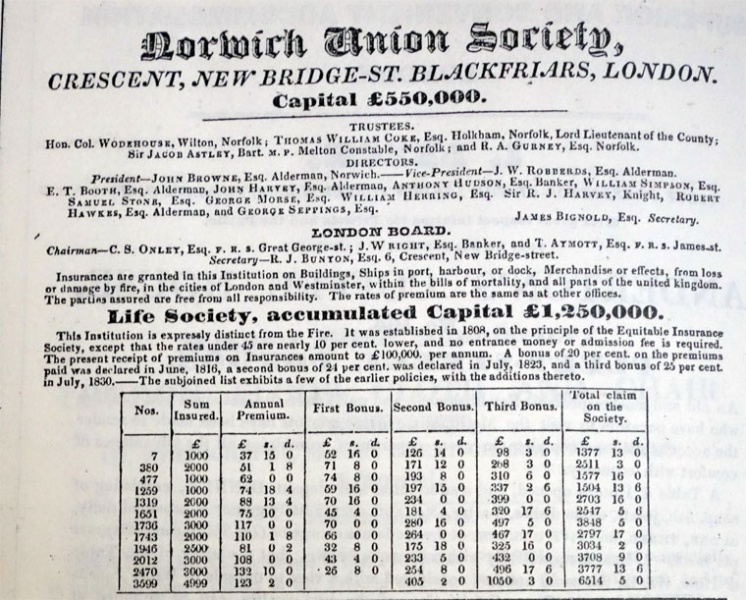 Norwich Union Society,
CRESCENT, NEW BRIDGE-ST. BLACKFRIARS, LONDON.
Capital £550,000.
TRUSTEES.
Hon. Col. WODEHOUSE, Wilton, Norfolk; THOMAS WILLIAM COKE, Esq. Holkham, Norfolk, Lord Lieutenant of the County;
Sir JACOB ASTLEY, Bart. M. P. Melton Constable, Norfolk; and R. A. GURNEY, Esq. Norfolk.
DIRECTORS.
President—JOHN BROWNE, Esq. Alderman, Norwich.——Vice-President—J. W. ROBBERDS, Esq. Alderman.
E. T. BOOTH, Esq. Alderman, JOHN HARVEY, Esq. Alderman, ANTHONY HUDSON, Esq. Banker, WILLIAM SIMPSON, Esq.
SAMUEL STONE, Esq. GEORGE MORSE, Esq. WILLIAM HERRING, Esq. Sir R. J. HARVEY, Knight, ROBERT
HAWKES, Esq. Alderman, and GEORGE SEPPINGS, Esq. JAMES BIGNOLD, Esq. Secretary.
LONDON BOARD.
Chairman—C. S. ONLEY, Esq. F. R. S. Great George-st.; J. WRIGHT, Esq. Banker, and T. AYMOTT, Esq. F. R. S. James-st.
Secretary—R. J. BUNYON, Esq. 6, Crescent, New Bridge-street.
Insurances are granted in this Institution on Buildings, Ships in port, harbour, or dock, Merchandise or effects, from loss
or damage by fire, in the cities of London and Westminster, within the bills of mortality, and all parts of the united kingdom.
The parties assured are free from all responsibility. The rates of premium are the same as at other offices.
Life Society, accumulated Capital £1,250,000.
This Institution is expressly distinct from the Fire. It was established in 1808, on the principle of the Equitable Insurance
Society, except that the rates under 45 are nearly 10 per cent. lower, and no entrance money or admission fee is required.
The present receipt of premiums on Insurances amount to £100,000. per annum. A bonus of 20 per cent. on the premiums
paid was declared in June, 1816, a second bonus of 24 per cent. was declared in July, 1823, and a third bonus of 25 per cent.
in July, 1830.——The subjoined list exhibits a few of the earlier policies, with the additions thereto.
Nos. Sum Insured. Annual Premium. First Bonus. Second Bonus. Third Bonus. Total claim on the Society.
£ £ s. d. £ s. d. £ s. d. £ s. d. £ s. d.
7 1000 37 15 0 52 16 0 126 14 0 98 3 0 1377 13 0
380 2000 51 1 8 71 8 0 171 12 0 268 3 0 2511 3 0
477 1000 62 0 0 74 8 0 193 8 0 310 6 0 1577 16 0
1259 1000 74 18 4 59 16 0 197 15 0 337 2 6 1594 13 6
1319 2000 88 13 4 70 16 0 234 0 0 399 0 0 2703 16 0
1651 2000 75 10 0 45 4 0 181 4 0 320 17 6 2547 5 6
1736 3000 117 0 0 70 0 0 280 16 0 497 5 0 3848 5 0
1743 2000 110 1 8 66 0 0 264 0 0 467 17 0 2797 17 0
1946 2500 81 0 2 32 8 0 175 18 0 325 16 0 3034 2 0
2012 3000 108 0 0 43 4 0 233 5 0 432 0 0 3708 9 0
2470 3000 132 10 0 26 8 0 254 8 0 496 17 6 3777 13 6
3599 4999 123 2 0 405 2 0 1050 3 0 6514 5 0